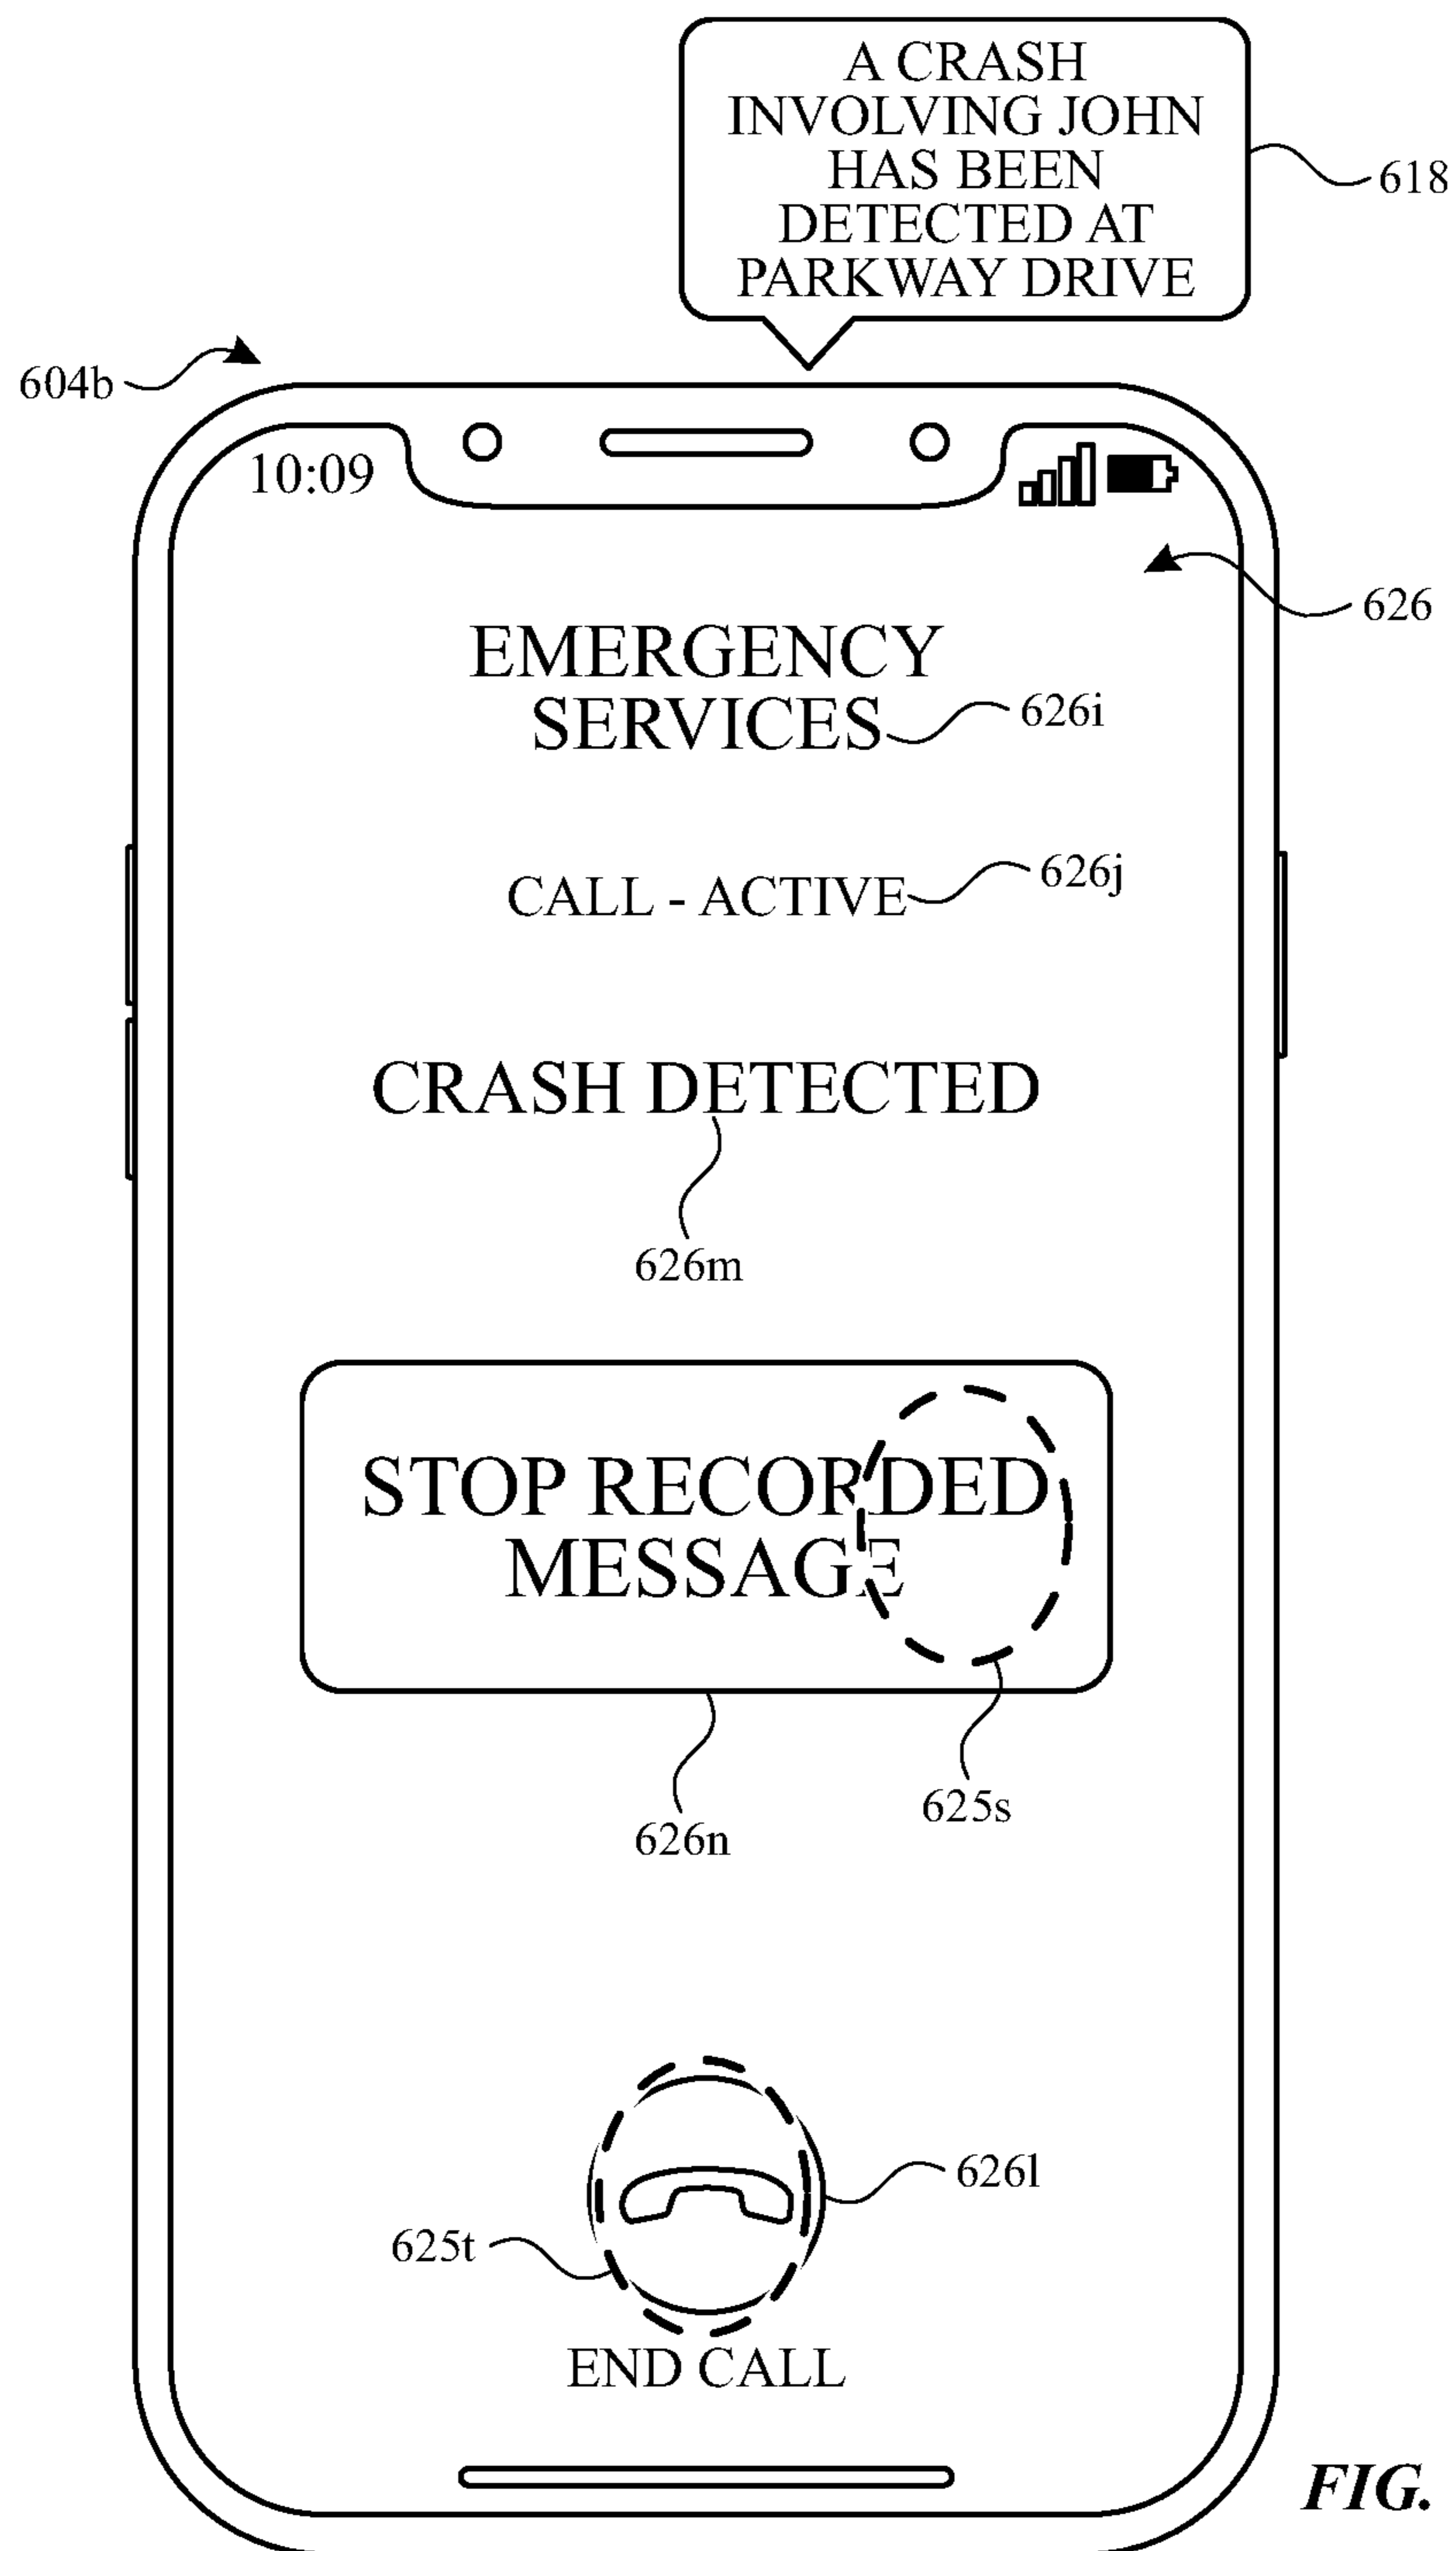 A CRASH
INVOLVING JOHN
HAS BEEN
DETECTED AT
PARKWAY DRIVE
618
604b
10:09
626
EMERGENCY
SERVICES
626i
CALL - ACTIVE
626j
CRASH DETECTED
626m
STOP RECORDED
MESSAGE
625s
626n
626l
625t
END CALL
FIG.